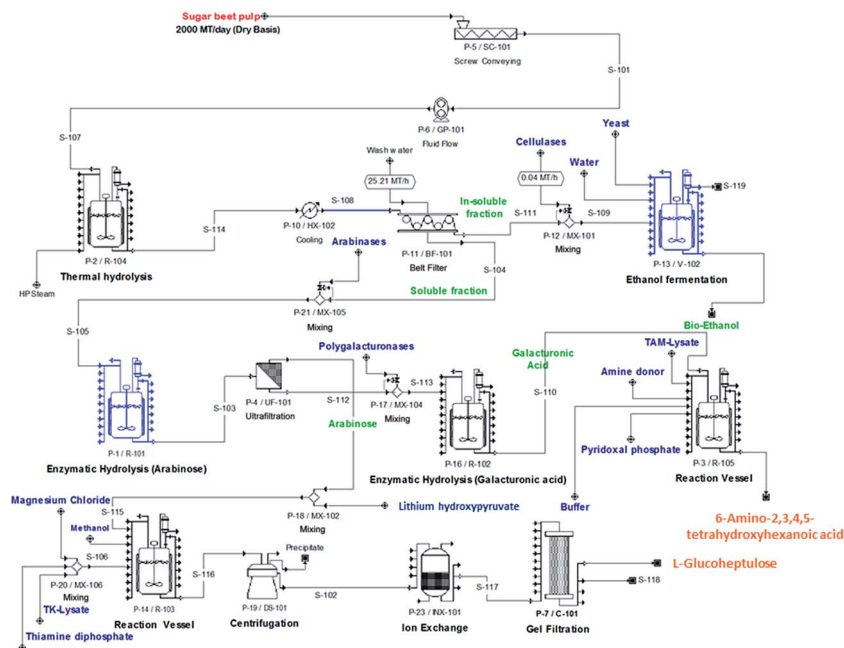 Sugar beet pulp
2000 MT/day (Dry Basis)
P-5 / SC-101
Screw Conveying
S-101
P-6 / GP-101
Fluid Flow
S-107
Wash water
25.21 MT/h
Cellulases
0.04 MT/h
Water
Yeast
S-119
P-2 / R-104
Thermal hydrolysis
HP Steam
S-114
S-108
P-10 / HX-102
Cooling
In-soluble
fraction
S-111
S-109
P-12 / MX-101
Mixing
P-11 / BF-101
Belt Filter
S-104
Arabinases
Soluble fraction
P-13 / V-102
Ethanol fermentation
P-21 / MX-105
Mixing
S-105
Bio-Ethanol
Polygalacturonases
Galacturonic
Acid
TAM-Lysate
Amine donor
S-103
P-4 / UF-101
Ultrafiltration
S-112
S-113
P-17 / MX-104
Mixing
S-110
Arabinose
P-1 / R-101
Enzymatic Hydrolysis (Arabinose)
P-16 / R-102
Enzymatic Hydrolysis (Galacturonic acid)
Pyridoxal phosphate
P-3 / R-105
Reaction Vessel
Buffer
6-Amino-2,3,4,5-
tetrahydroxyhexanoic acid
Magnesium Chloride
S-115
Methanol
P-18 / MX-102
Mixing
Lithium hydroxypyruvate
S-106
P-20 / MX-106
Mixing
TK-Lysate
Thiamine diphosphate
P-14 / R-103
Reaction Vessel
S-116
Precipitate
P-19 / DS-101
Centrifugation
S-102
P-23 / INX-101
Ion Exchange
S-117
P-7 / C-101
Gel Filtration
L-Glucoheptulose
S-118